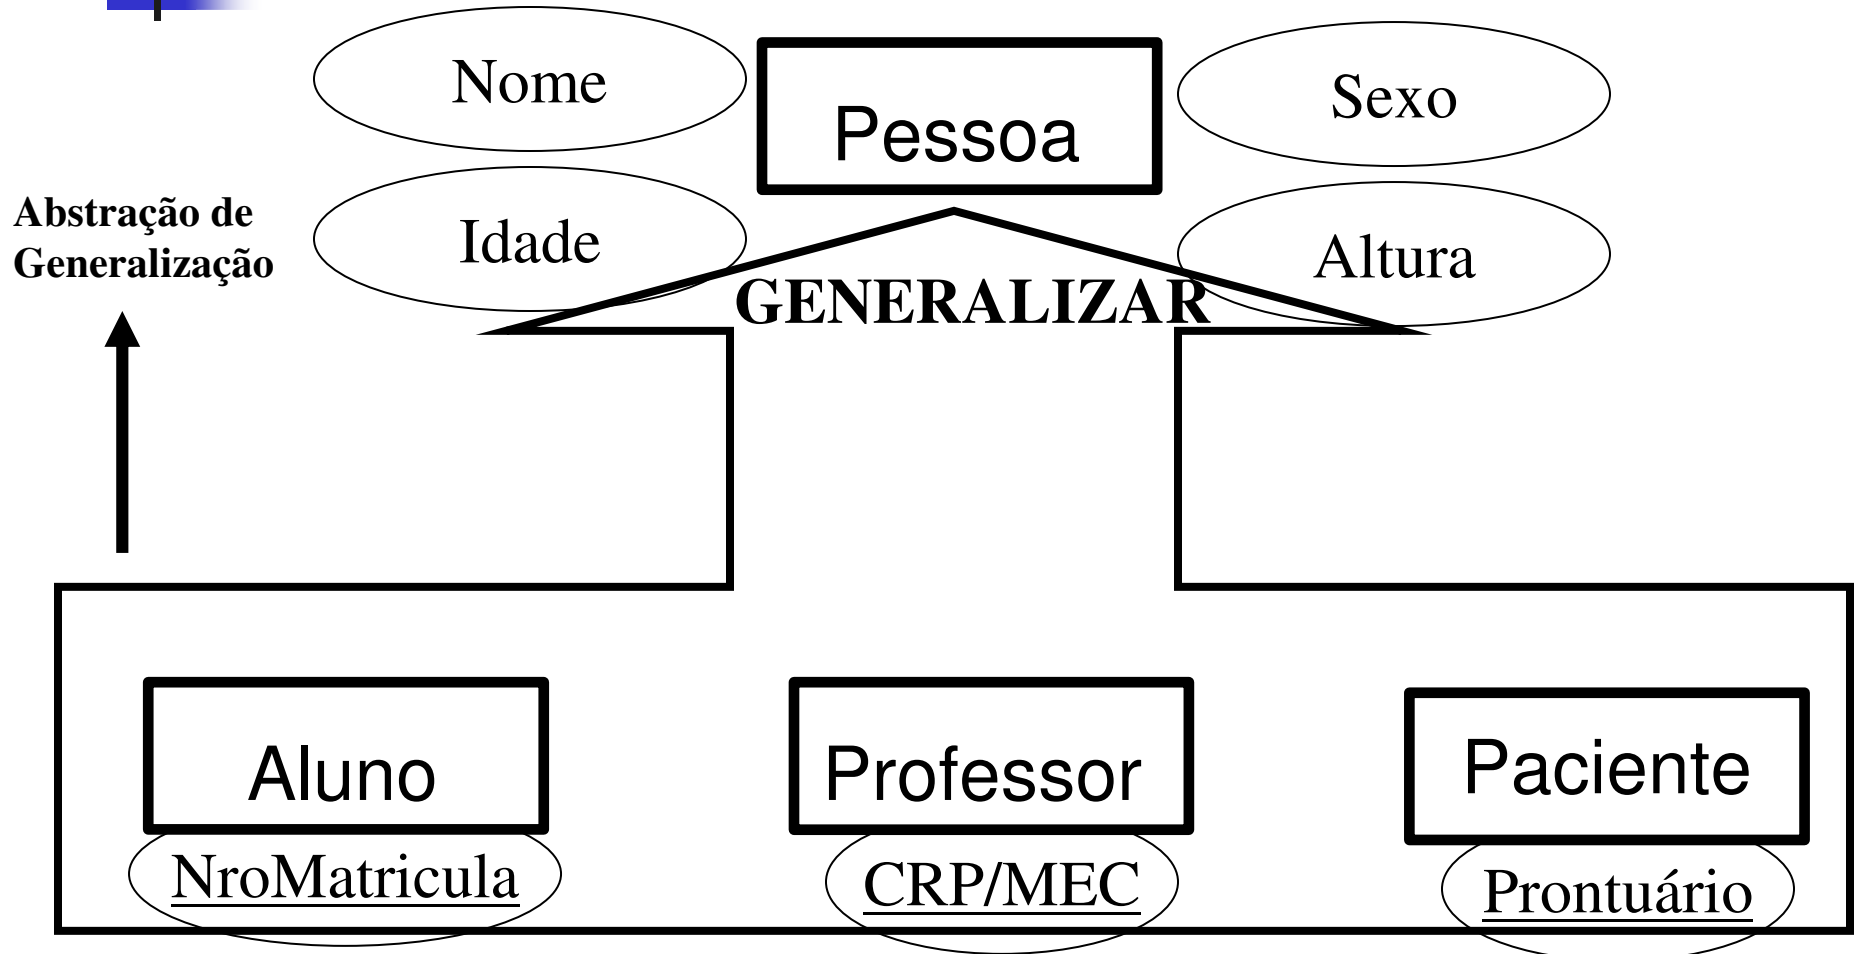 Nome
Pessoa
Sexo
Abstração de
Generalização
Idade
Altura
GENERALIZAR
Aluno
Professor
Paciente
NroMatricula
CRP/MEC
Prontuário